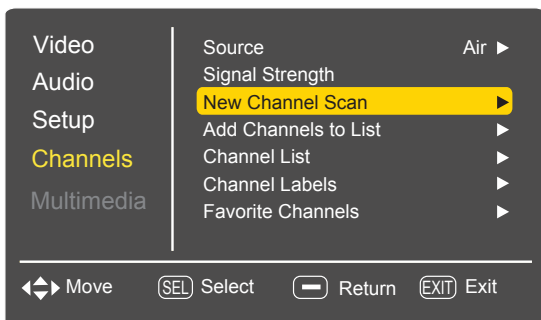 Video
Audio
Setup
Channels
Multimedia
Source Air
Signal Strength
New Channel Scan
Add Channels to List
Channel List
Channel Labels
Favorite Channels
Move SEL Select Return EXIT Exit